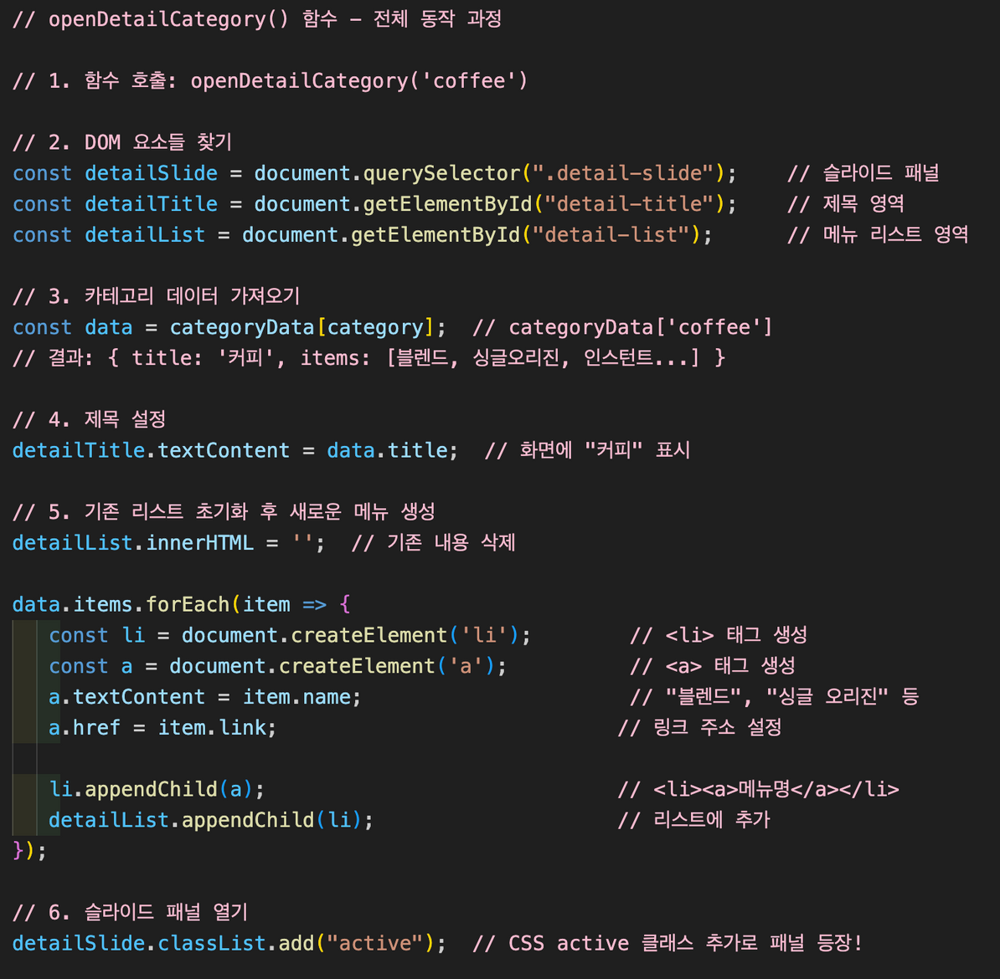 // openDetailCategory() 함수 - 전체 동작 과정
// 1. 함수 호출: openDetailCategory('coffee')
// 2. DOM 요소들 찾기
const detailSlide = document.querySelector(".detail-slide");    // 슬라이드 패널
const detailTitle = document.getElementById("detail-title");    // 제목 영역
const detailList = document.getElementById("detail-list");      // 메뉴 리스트 영역
// 3. 카테고리 데이터 가져오기
const data = categoryData[category];  // categoryData['coffee']
// 결과: { title: '커피', items: [블렌드, 싱글오리진, 인스턴트...] }
// 4. 제목 설정
detailTitle.textContent = data.title;  // 화면에 "커피" 표시
// 5. 기존 리스트 초기화 후 새로운 메뉴 생성
detailList.innerHTML = '';  // 기존 내용 삭제
data.items.forEach(item => {
   const li = document.createElement('li');        // <li> 태그 생성
   const a = document.createElement('a');          // <a> 태그 생성
   a.textContent = item.name;                      // "블렌드", "싱글 오리진" 등
   a.href = item.link;                            // 링크 주소 설정
   li.appendChild(a);                             // <li><a>메뉴명</a></li>
   detailList.appendChild(li);                    // 리스트에 추가
});
// 6. 슬라이드 패널 열기
detailSlide.classList.add("active");  // CSS active 클래스 추가로 패널 등장!